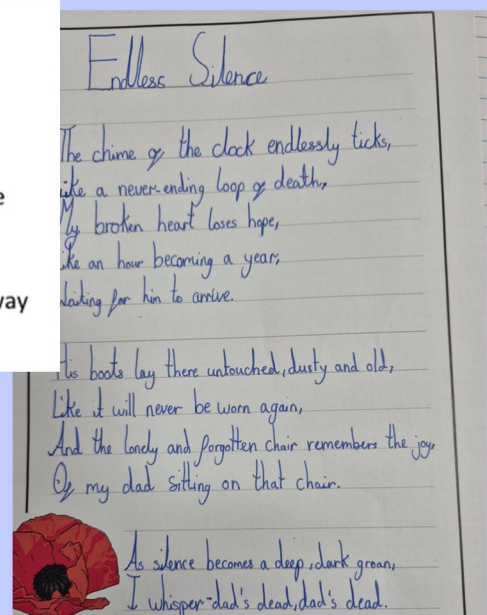 Endless Silence
The chime of the clock endlessly ticks,
Like a never-ending loop of death,
My broken heart loses hope,
Like an hour becoming a year,
Waiting for him to arrive.
His boots lay there untouched, dusty and old,
Like it will never be worn again,
And the lonely and forgotten chair remembers the joy,
Of my dad sitting on that chair.
As silence becomes a deep, dark groan,
I whisper-dad's dead, dad's dead.